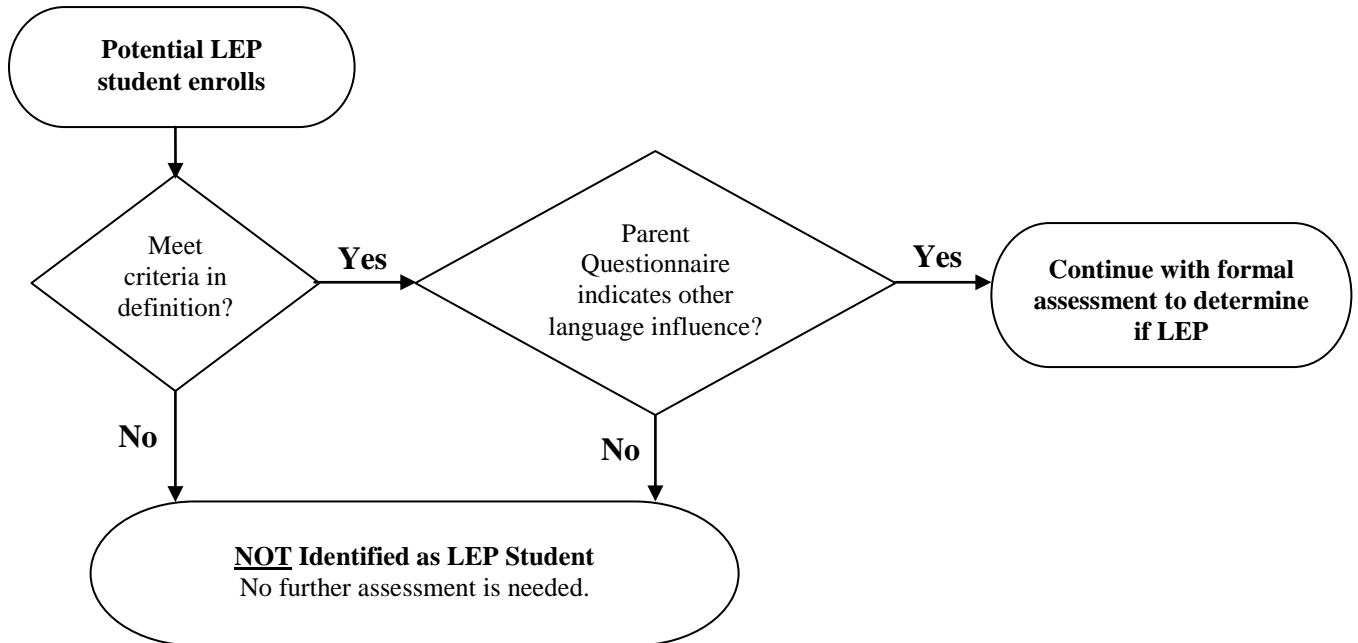 Potential LEP
student enrolls
Meet
criteria in
definition?
Yes
Parent
Questionnaire
indicates other
language influence?
Yes
Continue with formal
assessment to determine
if LEP
No
No
NOT Identified as LEP Student
No further assessment is needed.